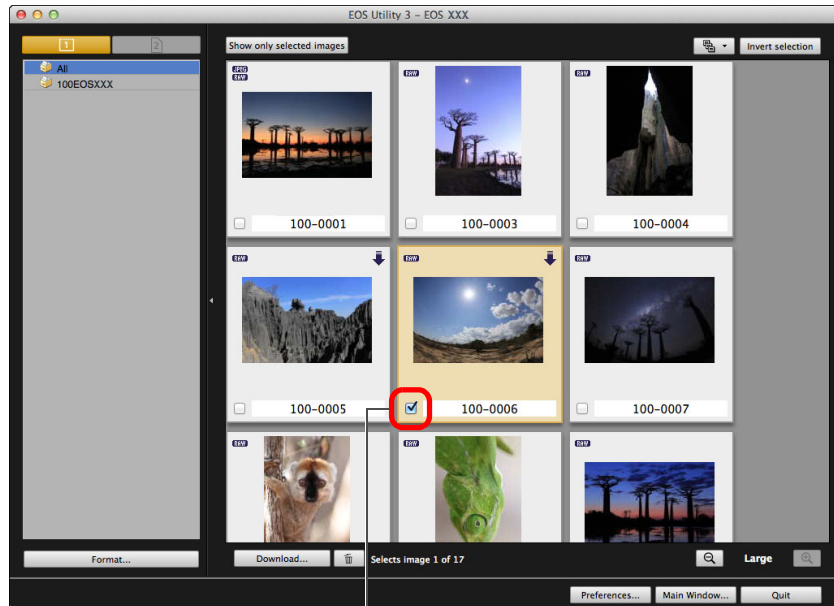 EOS Utility 3 – EOS XXX
1 2
Show only selected images
Invert selection
All
100EOSXXX
JPEG
RAW
RAW
RAW
100-0001
100-0003
100-0004
RAW
RAW
RAW
100-0005
100-0006
100-0007
RAW
RAW
RAW
Format...
Download...
Selects image 1 of 17
Large
Preferences...
Main Window...
Quit